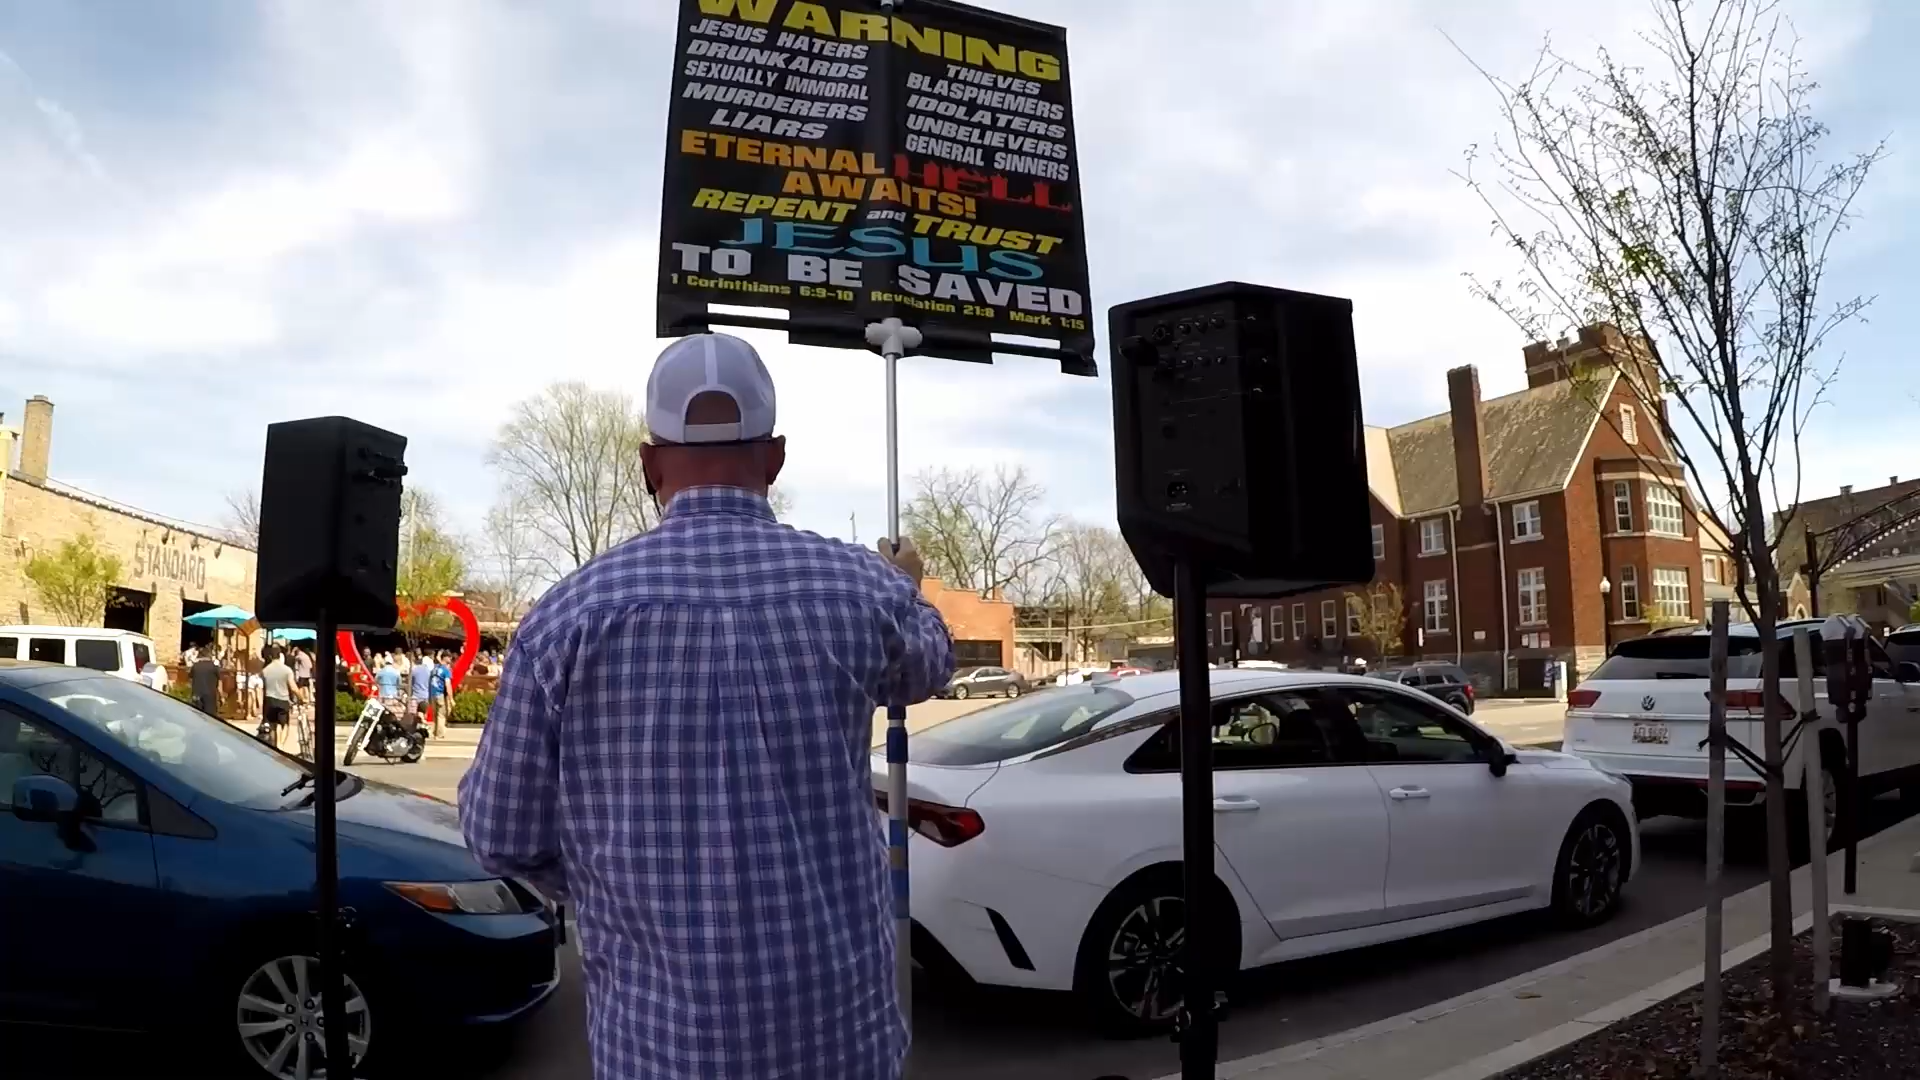 WARNING
JESUS HATERS
DRUNKARDS
SEXUALLY IMMORAL
MURDERERS
LIARS
THIEVES
BLASPHEMERS
IDOLATERS
UNBELIEVERS
GENERAL SINNERS
ETERNAL HELL
AWAITS!
REPENT and TRUST
JESUS
TO BE SAVED
1 Corinthians 6:9-10 Revelation 21:8 Mark 1:15
STANDARD